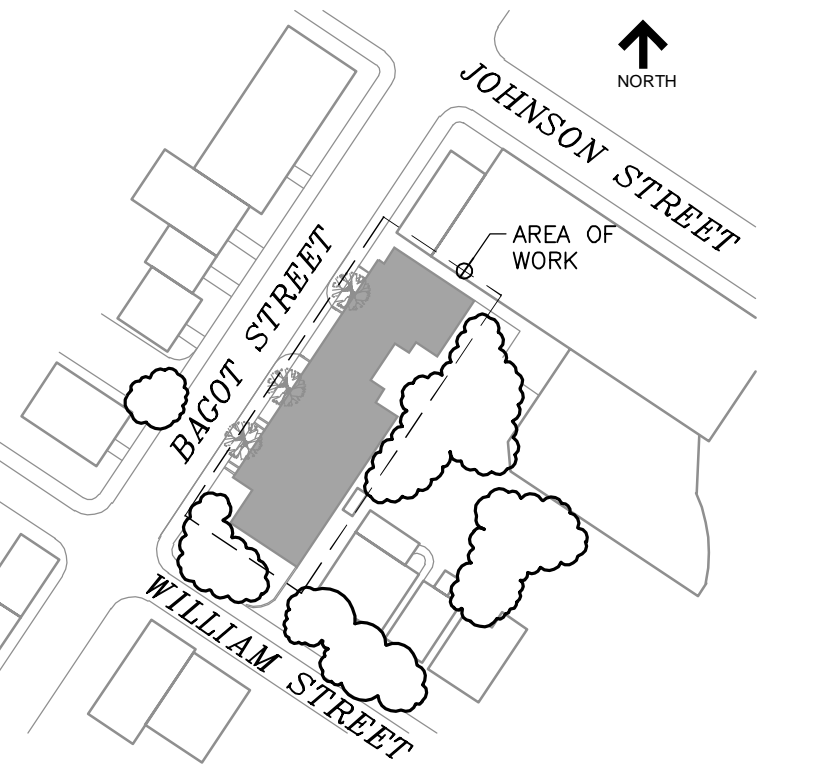 NORTH
JOHNSON STREET
AREA OF
WORK
BAGOT STREET
WILLIAM STREET